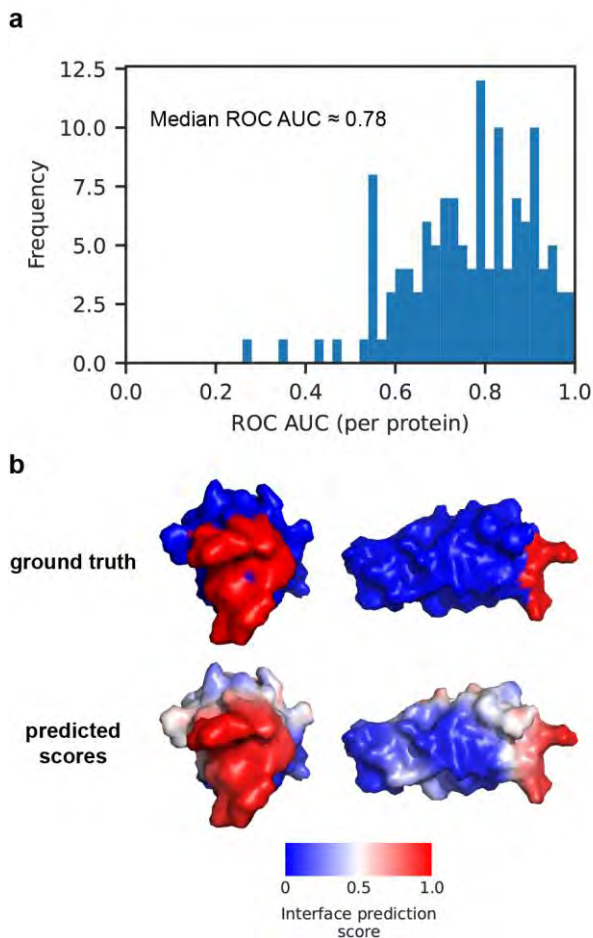 a
12.5
10.0
7.5
5.0
2.5
0.0
Frequency
Median ROC AUC ≈ 0.78
0.0 0.2 0.4 0.6 0.8 1.0
ROC AUC (per protein)
b
ground truth
predicted
scores
0 0.5 1.0
Interface prediction
score